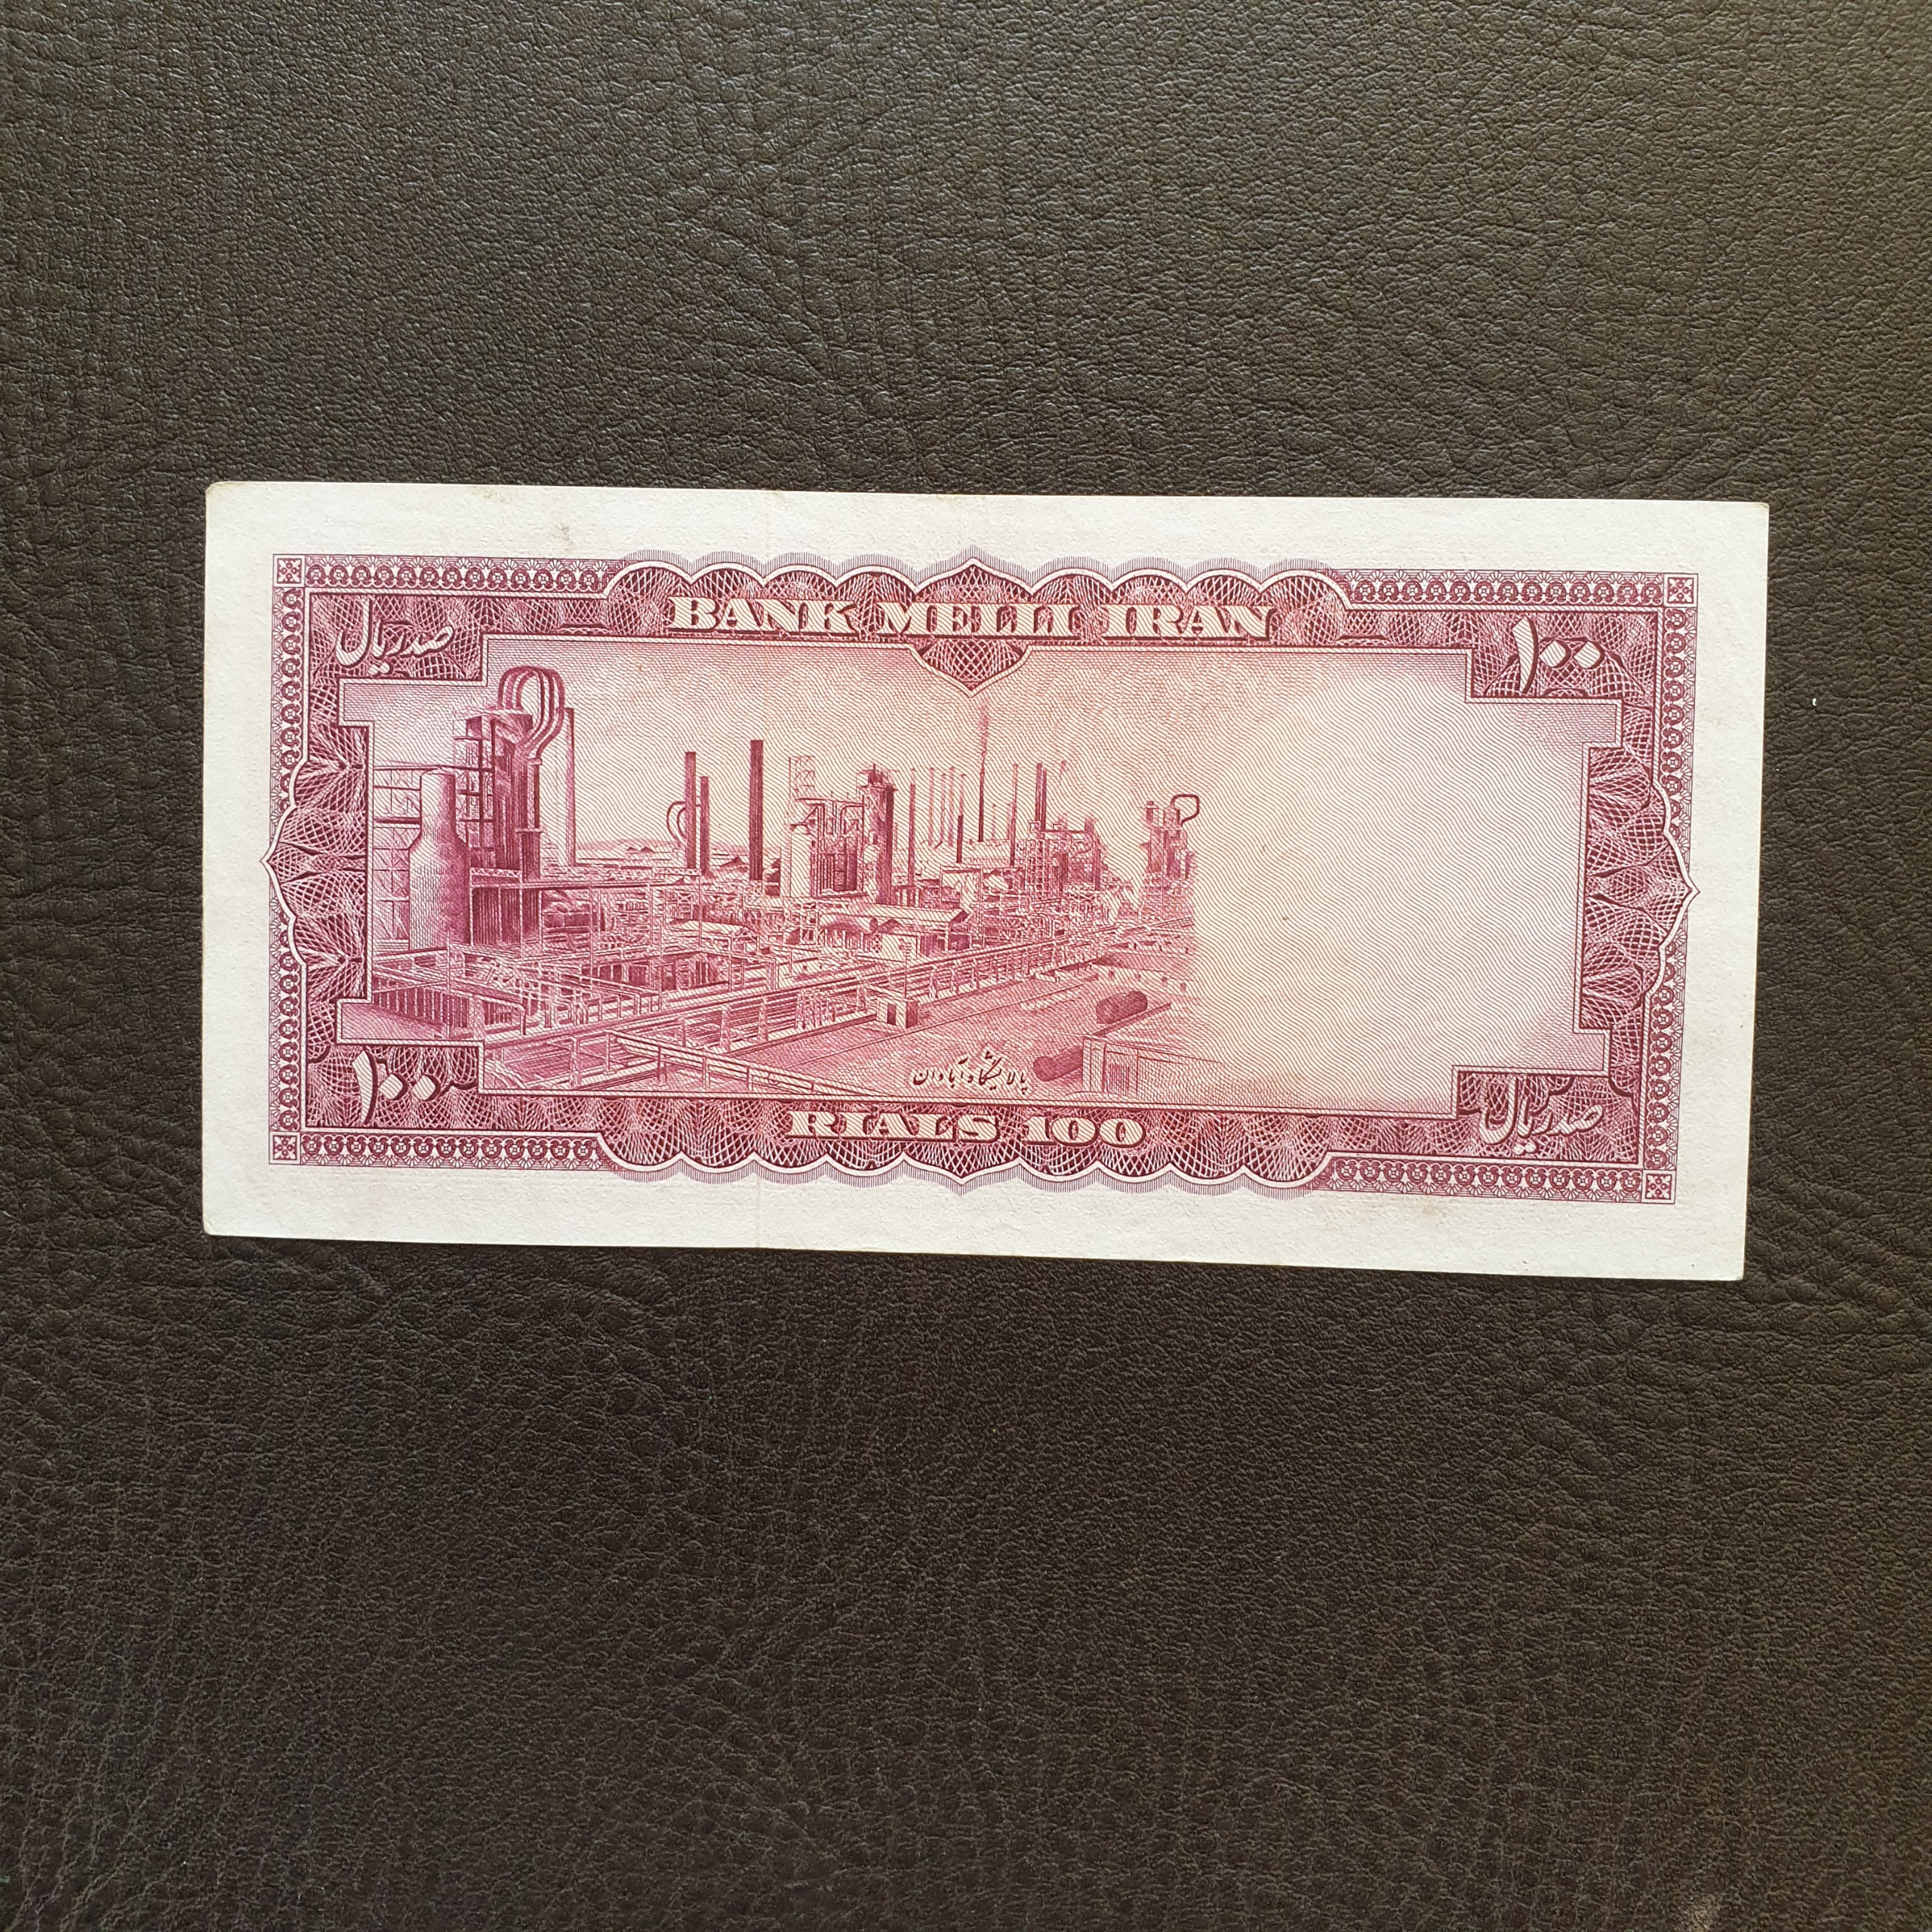 BANK MELLI IRAN
صد ریال
۱۰۰
پالایشگاه آبادان
۱۰۰
RIALS 100
صد ریال